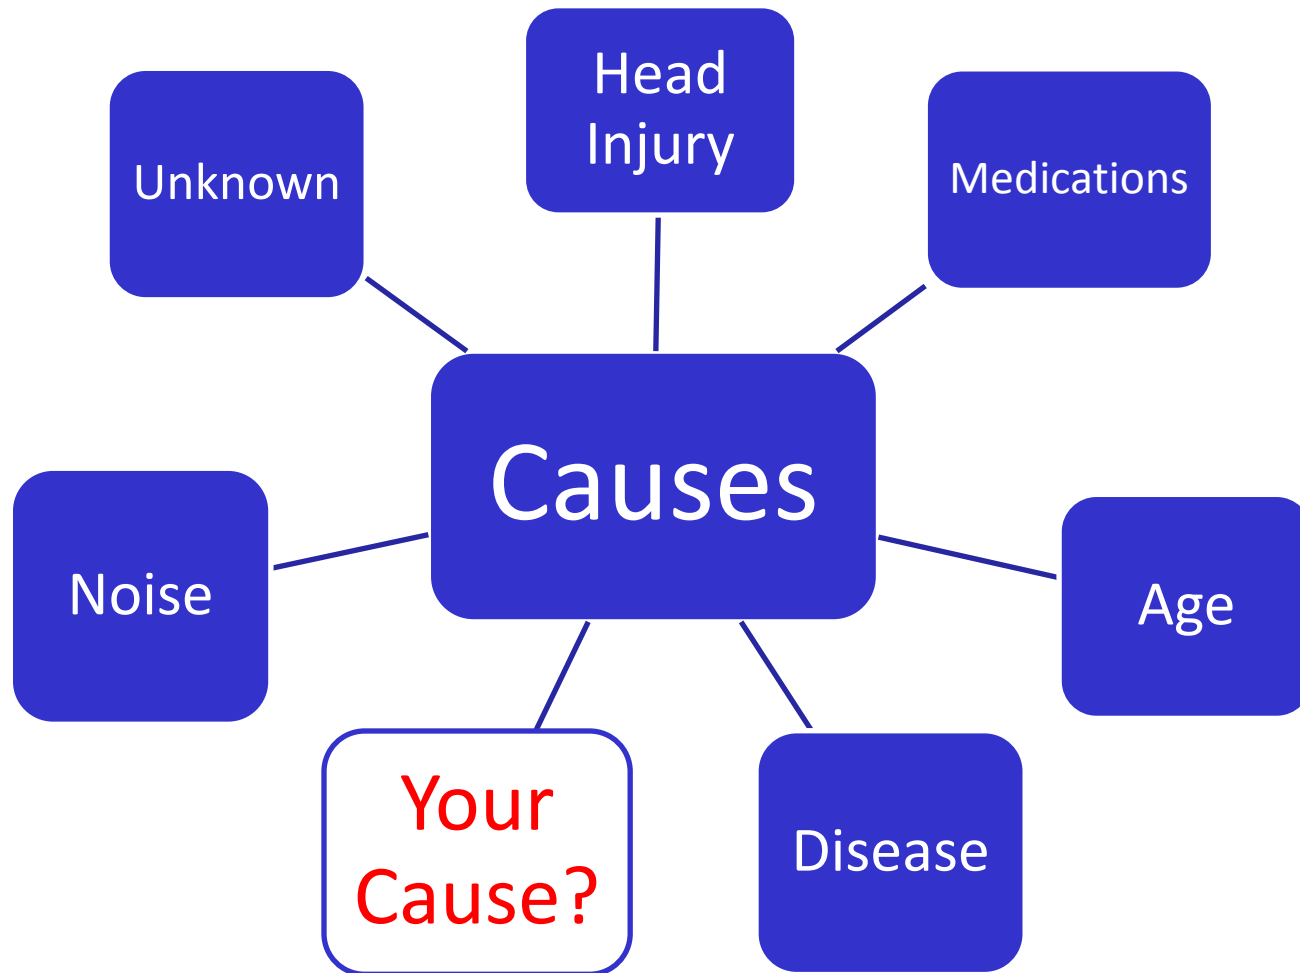 Head
Injury
Unknown
Medications
Causes
Noise
Age
Your
Cause?
Disease